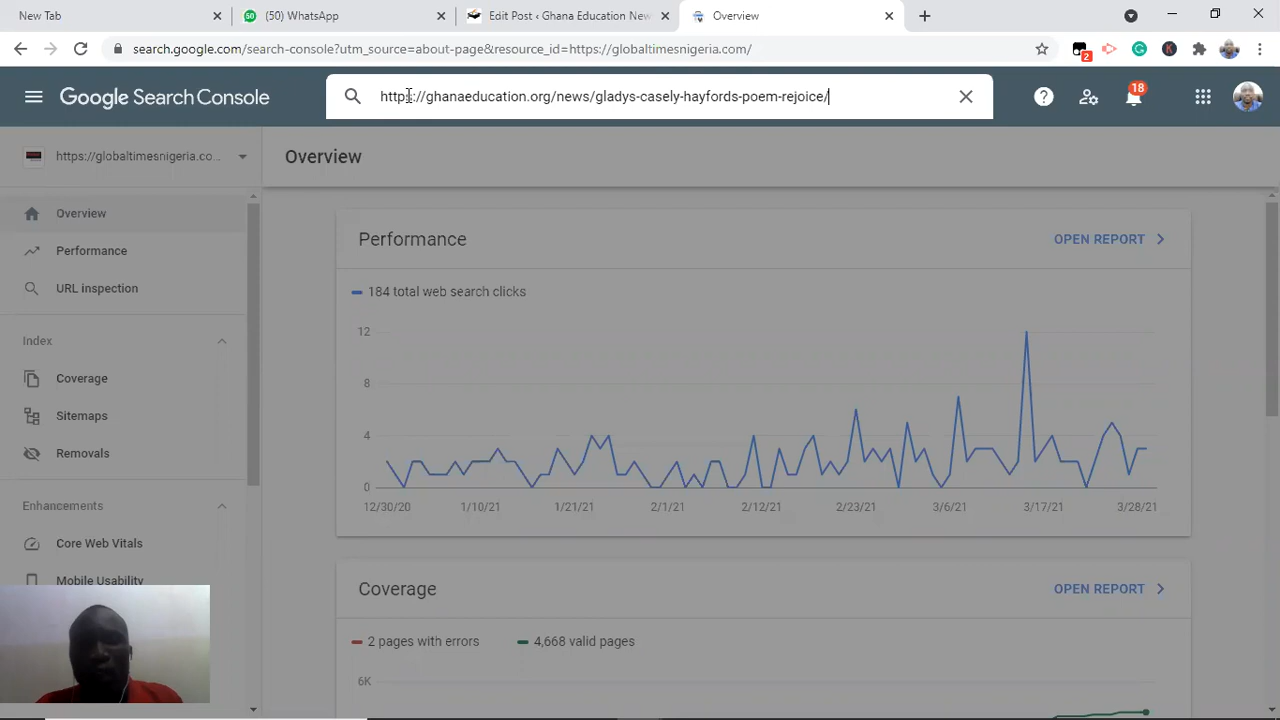 New Tab
(50) WhatsApp
Edit Post ‹ Ghana Education New
Overview
search.google.com/search-console?utm_source=about-page&resource_id=https://globaltimesnigeria.com/
2
K
Google Search Console
https://ghanaeducation.org/news/gladys-casely-hayfords-poem-rejoice/
18
https://globaltimesnigeria.co...
Overview
Overview
Performance
URL inspection
Index
Coverage
Sitemaps
Removals
Enhancements
Core Web Vitals
Mobile Usability
Performance
OPEN REPORT
184 total web search clicks
12
8
4
0
12/30/20 1/10/21 1/21/21 2/1/21 2/12/21 2/23/21 3/6/21 3/17/21 3/28/21
Coverage
OPEN REPORT
2 pages with errors 4,668 valid pages
6K